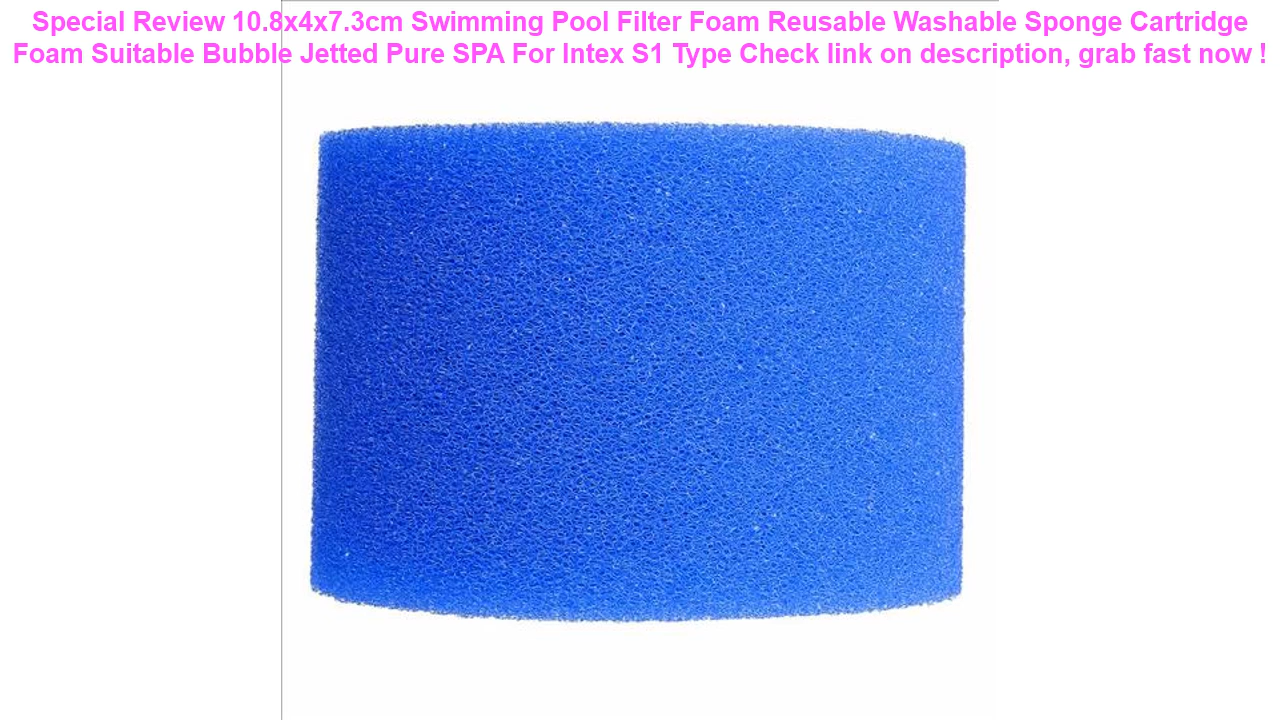 Special Review 10.8x4x7.3cm Swimming Pool Filter Foam Reusable Washable Sponge Cartridge
Foam Suitable Bubble Jetted Pure SPA For Intex S1 Type Check link on description, grab fast now !